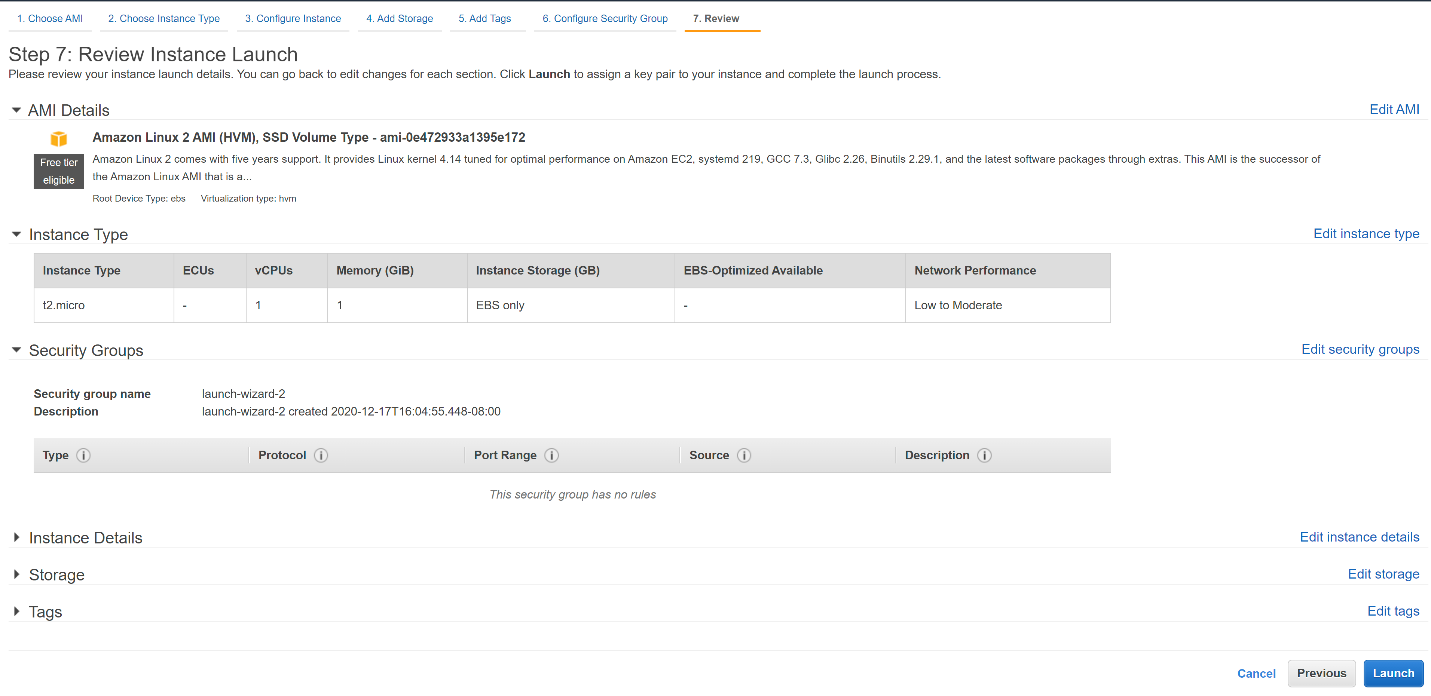 1. Choose AMI 2. Choose Instance Type 3. Configure Instance 4. Add Storage 5. Add Tags 6. Configure Security Group 7. Review
Step 7: Review Instance Launch
Please review your instance launch details. You can go back to edit changes for each section. Click Launch to assign a key pair to your instance and complete the launch process.
AMI Details Edit AMI
Amazon Linux 2 AMI (HVM), SSD Volume Type - ami-0e472933a1395e172
Free tier eligible
Amazon Linux 2 comes with five years support. It provides Linux kernel 4.14 tuned for optimal performance on Amazon EC2, systemd 219, GCC 7.3, Glibc 2.26, Binutils 2.29.1, and the latest software packages through extras. This AMI is the successor of
the Amazon Linux AMI that is a...
Root Device Type: ebs Virtualization type: hvm
Instance Type Edit instance type
Instance Type ECUs vCPUs Memory (GiB) Instance Storage (GB) EBS-Optimized Available Network Performance
t2.micro - 1 1 EBS only - Low to Moderate
Security Groups Edit security groups
Security group name launch-wizard-2
Description launch-wizard-2 created 2020-12-17T16:04:55.448-08:00
Type i Protocol i Port Range i Source i Description i
This security group has no rules
Instance Details Edit instance details
Storage Edit storage
Tags Edit tags
Cancel Previous Launch